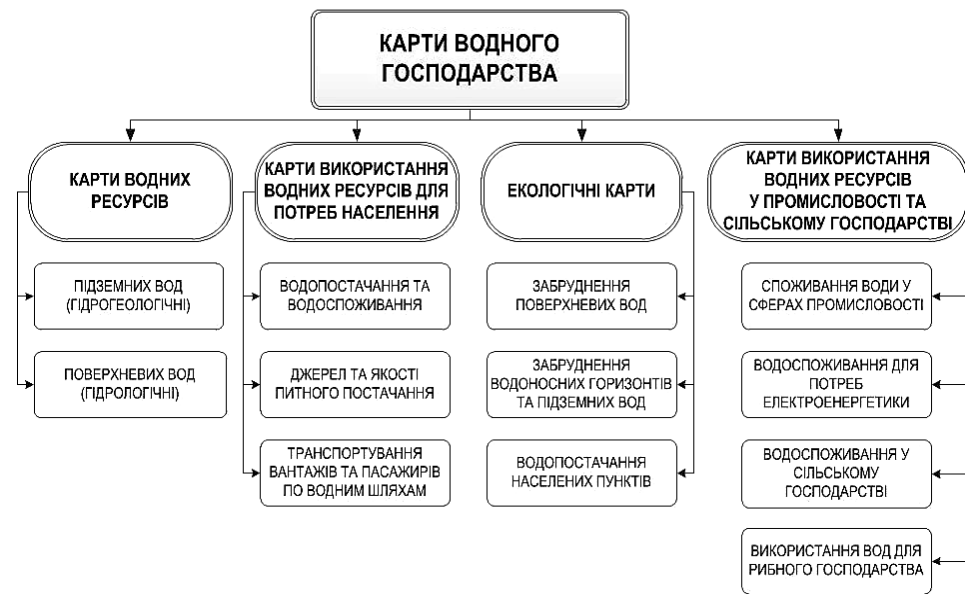 КАРТИ ВОДНОГО
ГОСПОДАРСТВА
КАРТИ ВОДНИХ
РЕСУРСІВ
ПІДЗЕМНИХ ВОД
(ГІДРОГЕОЛОГІЧНІ)
ПОВЕРХНЕВИХ ВОД
(ГІДРОЛОГІЧНІ)
КАРТИ ВИКОРИСТАННЯ
ВОДНИХ РЕСУРСІВ ДЛЯ
ПОТРЕБ НАСЕЛЕННЯ
ВОДОПОСТАЧАННЯ ТА
ВОДОСПОЖИВАННЯ
ДЖЕРЕЛ ТА ЯКОСТІ
ПИТНОГО ПОСТАЧАННЯ
ТРАНСПОРТУВАННЯ
ВАНТАЖІВ ТА ПАСАЖИРІВ
ПО ВОДНИМ ШЛЯХАМ
ЕКОЛОГІЧНІ КАРТИ
ЗАБРУДНЕННЯ
ПОВЕРХНЕВИХ ВОД
ЗАБРУДНЕННЯ
ВОДОНОСНИХ ГОРИЗОНТІВ
ТА ПІДЗЕМНИХ ВОД
ВОДОПОСТАЧАННЯ
НАСЕЛЕНИХ ПУНКТІВ
КАРТИ ВИКОРИСТАННЯ
ВОДНИХ РЕСУРСІВ
У ПРОМИСЛОВОСТІ ТА
СІЛЬСЬКОМУ ГОСПОДАРСТВІ
СПОЖИВАННЯ ВОДИ У
СФЕРАХ ПРОМИСЛОВОСТІ
ВОДОСПОЖИВАННЯ ДЛЯ
ПОТРЕБ
ЕЛЕКТРОЕНЕРГЕТИКИ
ВОДОСПОЖИВАННЯ У
СІЛЬСЬКОМУ
ГОСПОДАРСТВІ
ВИКОРИСТАННЯ ВОД ДЛЯ
РИБНОГО ГОСПОДАРСТВА